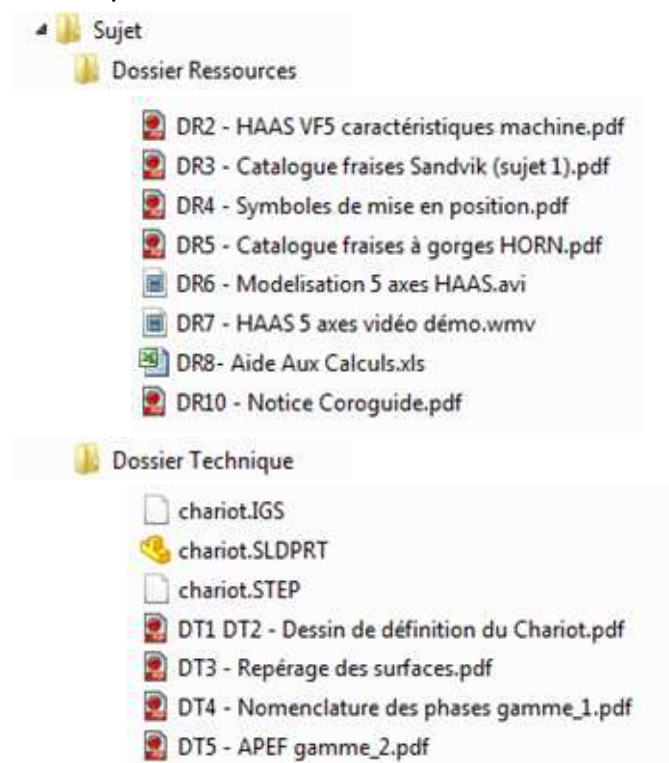 Sujet
Dossier Ressources
DR2 - HAAS VF5 caractéristiques machine.pdf
DR3 - Catalogue fraises Sandvik (sujet 1).pdf
DR4 - Symboles de mise en position.pdf
DR5 - Catalogue fraises à gorges HORN.pdf
DR6 - Modelisation 5 axes HAAS.avi
DR7 - HAAS 5 axes vidéo démo.wmv
DR8- Aide Aux Calculs.xls
DR10 - Notice Coroguide.pdf
Dossier Technique
chariot.IGS
chariot.SLDPRT
chariot.STEP
DT1 DT2 - Dessin de définition du Chariot.pdf
DT3 - Repérage des surfaces.pdf
DT4 - Nomenclature des phases gamme_1.pdf
DT5 - APEF gamme_2.pdf